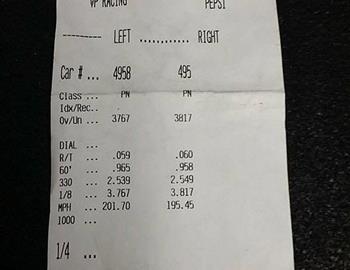 VP RACING PEPSI
--------- LEFT ............ RIGHT
Car # ... 4958 495
Class ... PN PN
Idx/Rec..
Ov/Un ... 3767 3817
DIAL ...
R/T ... .059 .060
60' ... .965 .958
330 ... 2.539 2.549
1/8 ... 3.767 3.817
MPH ... 201.70 195.45
1000 ...
1/4 ...